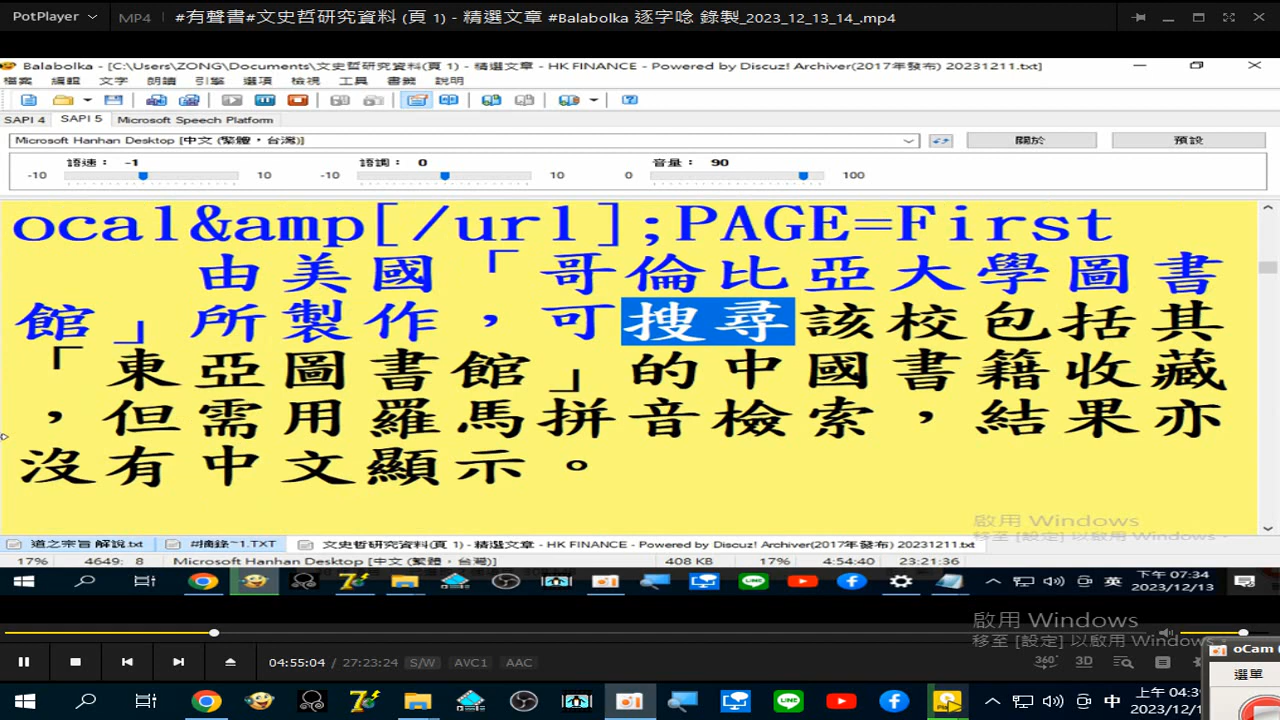 PotPlayer MP4 #有聲書#文史哲研究資料 (頁 1) - 精選文章 #Balabolka 逐字唸 錄製_2023_12_13_14_.mp4
Balabolka - [C:\Users\ZONG\Documents\文史哲研究資料(頁 1) - 精選文章 - HK FINANCE - Powered by Discuz! Archiver(2017年發布) 20231211.txt]
檔案 編輯 文字 朗讀 引擎 選項 檢視 工具 書籤 說明
SAPI 4 SAPI 5 Microsoft Speech Platform
Microsoft Hanhan Desktop [中文 (繁體，台灣)] 關於 預設
語速： -1 語調： 0 音量： 90
-10 10 -10 10 0 100
ocal&amp[/url];PAGE=First
由美國「哥倫比亞大學圖書
館」所製作，可搜尋該校包括其
「東亞圖書館」的中國書籍收藏
，但需用羅馬拼音檢索，結果亦
沒有中文顯示。
啟用 Windows
移至 [設定] 以啟用 Windows。
道之宗旨 解說.txt #摘錄~1.TXT 文史哲研究資料(頁 1) - 精選文章 - HK FINANCE - Powered by Discuz! Archiver(2017年發布) 20231211.txt
17% 4649: 8 Microsoft Hanhan Desktop [中文 (繁體，台灣)] 408 KB 17% 4:54:40 23:21:36
英 下午 07:34
2023/12/13
啟用 Windows
移至 [設定] 以啟用 Windows。
04:55:04 / 27:23:24 S/W AVC1 AAC 360° 3D
oCam (
選單
中 上午 04:39
2023/12/1